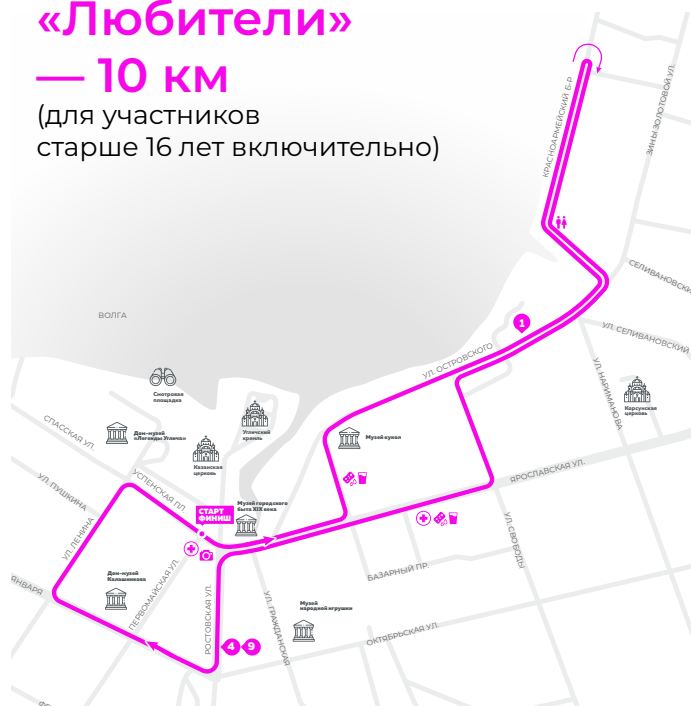 «Любители»
— 10 км
(для участников
старше 16 лет включительно)
КРАСНОАРМЕЙСКИЙ Б-Р
ЗИНЫ ЗОЛОТОВОЙ УЛ.
СЕЛИВАНОВСКИ
ВОЛГА
1
УЛ. СЕЛИВАНОВСКИЙ
УЛ. ОСТРОВСКОГО
УЛ. НАРИМАНОВА
Смотровая
площадка
Корсунская
церковь
СПАССКАЯ УЛ.
Дом-музей
«Легенды Углича»
Угличский
кремль
Музей кукол
Казанская
церковь
УСПЕНСКАЯ ПЛ.
ЯРОСЛАВСКАЯ УЛ.
УЛ. ПУШКИНА
Музей городского
быта XIX века
СТАРТ
ФИНИШ
УЛ. ЛЕНИНА
УЛ. СВОБОДЫ
ЯНВАРЯ
Дом-музей
Калашникова
ПЕРВОМАЙСКАЯ УЛ.
РОСТОВСКАЯ УЛ.
УЛ. ГРАЖДАНСКАЯ
БАЗАРНЫЙ ПР.
Музей
народной игрушки
ОКТЯБРЬСКАЯ УЛ.
4
9